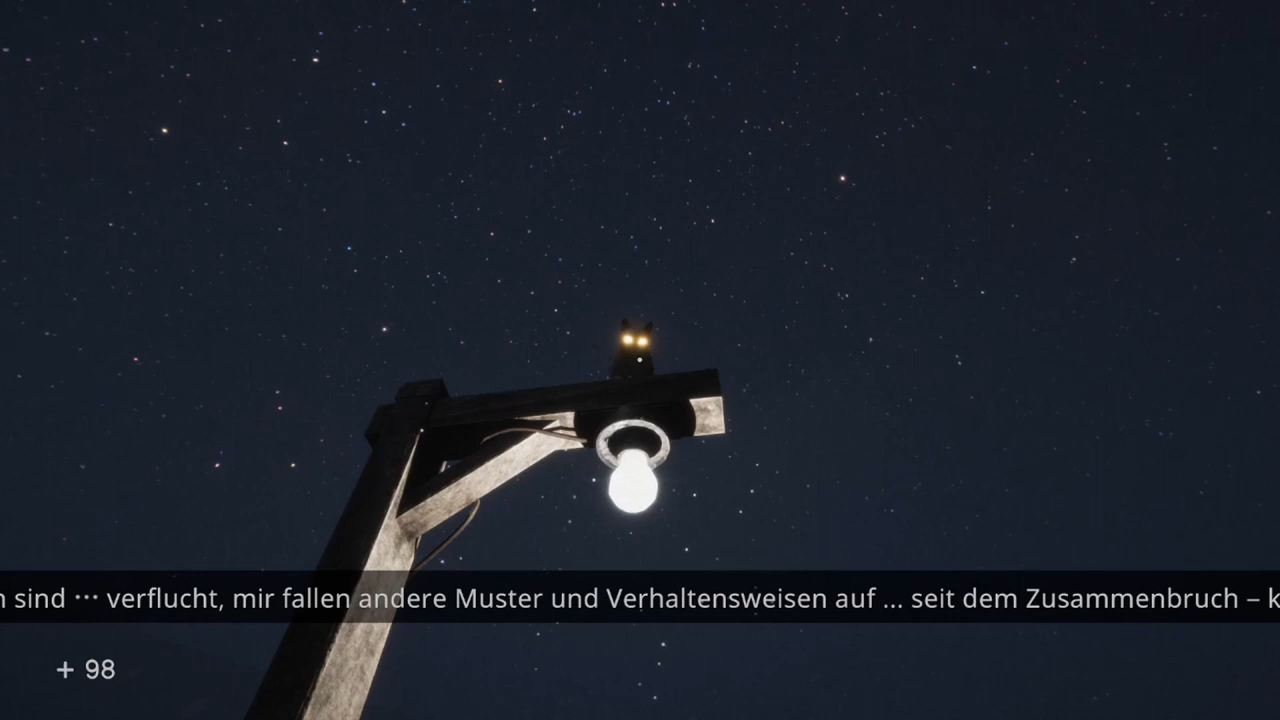 sind ··· verflucht, mir fallen andere Muster und Verhaltensweisen auf ... seit dem Zusammenbruch –
+ 98